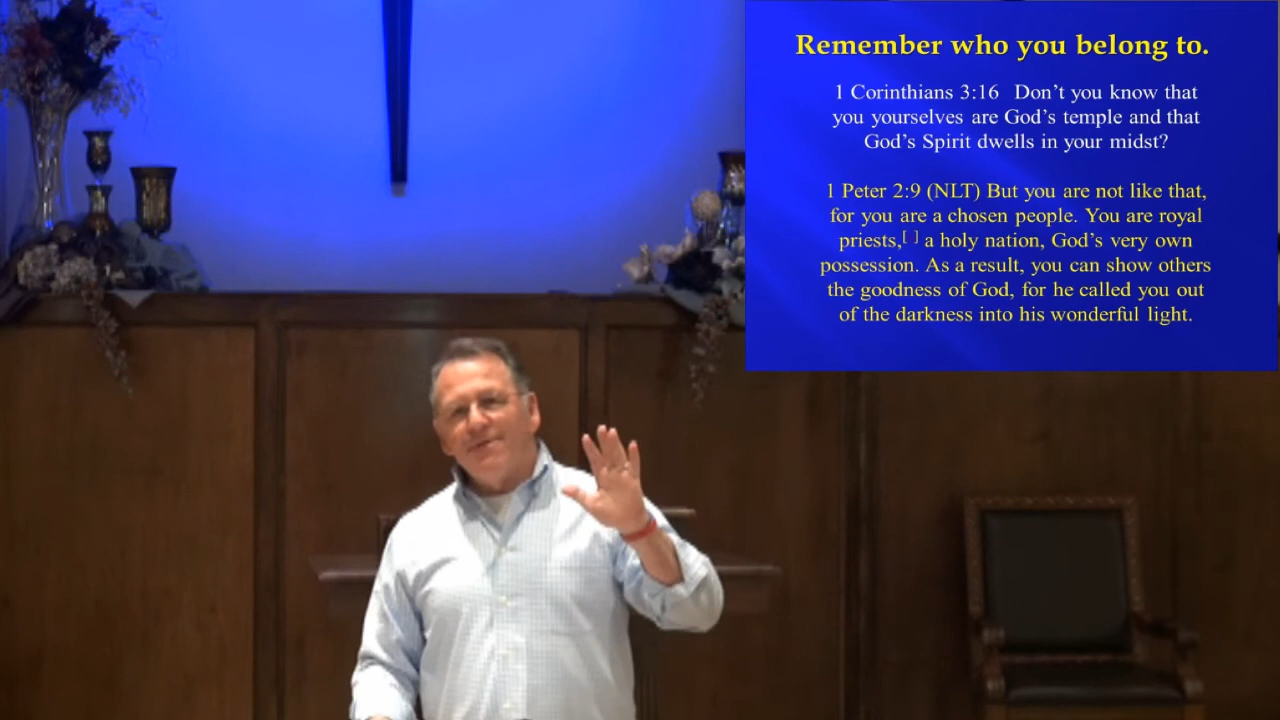 Remember who you belong to.
1 Corinthians 3:16 Don’t you know that
you yourselves are God’s temple and that
God’s Spirit dwells in your midst?
1 Peter 2:9 (NLT) But you are not like that,
for you are a chosen people. You are royal
priests,[ ] a holy nation, God’s very own
possession. As a result, you can show others
the goodness of God, for he called you out
of the darkness into his wonderful light.